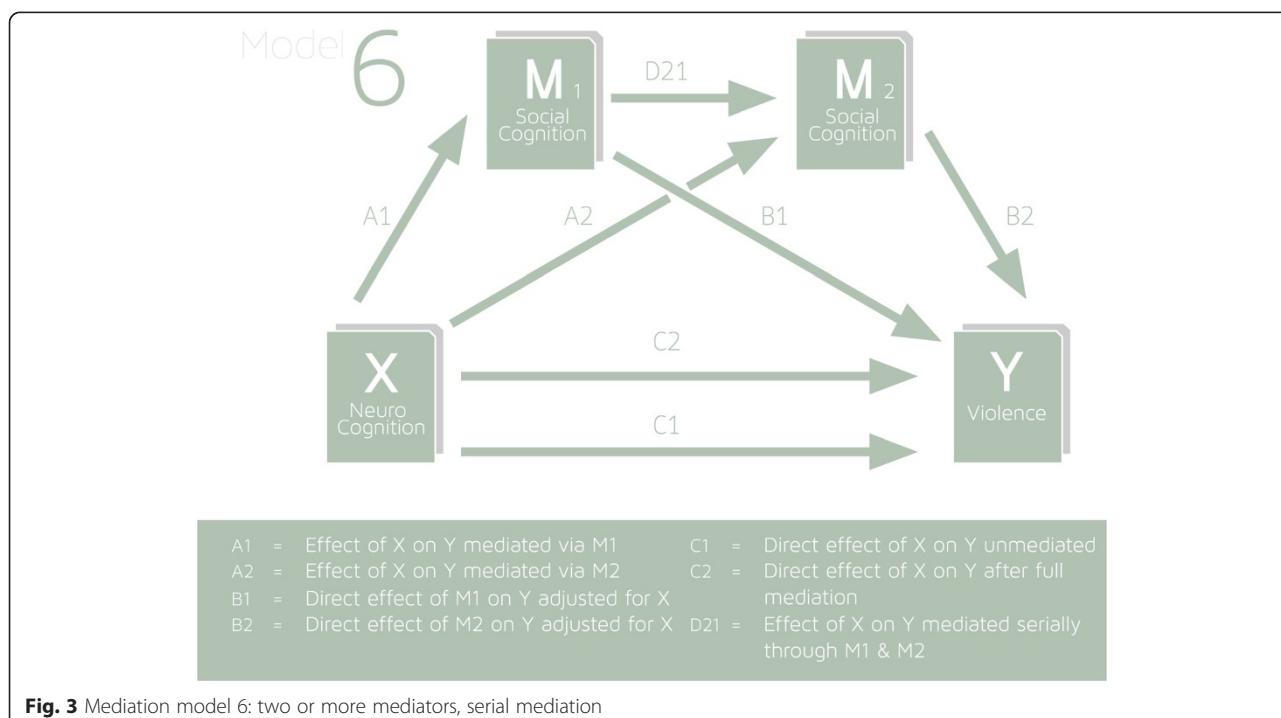 Model 6
M 1
Social
Cognition
D21
M 2
Social
Cognition
A1
A2
B1
B2
X
Neuro
Cognition
C2
C1
Y
Violence
A1 = Effect of X on Y mediated via M1
A2 = Effect of X on Y mediated via M2
B1 = Direct effect of M1 on Y adjusted for X
B2 = Direct effect of M2 on Y adjusted for X
C1 = Direct effect of X on Y unmediated
C2 = Direct effect of X on Y after full
mediation
D21 = Effect of X on Y mediated serially
through M1 & M2
Fig. 3 Mediation model 6: two or more mediators, serial mediation